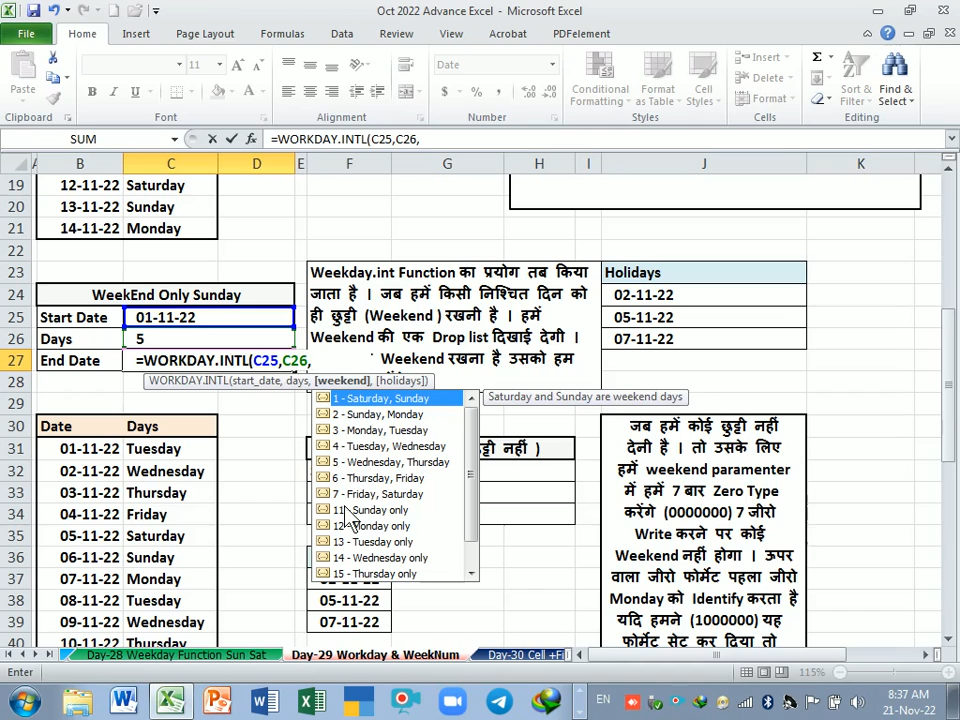 Oct 2022 Advance Excel - Microsoft Excel
File Home Insert Page Layout Formulas Data Review View Acrobat PDFelement
Paste
11
B I U
Date
$ % ,
Conditional Formatting
Format as Table
Cell Styles
Insert
Delete
Format
Sort & Filter
Find & Select
Clipboard Font Alignment Number Styles Cells Editing
SUM =WORKDAY.INTL(C25,C26,
A B C D E F G H I J K
19 12-11-22 Saturday
20 13-11-22 Sunday
21 14-11-22 Monday
22
23 Weekday.int Function का प्रयोग तब किया Holidays
24 WeekEnd Only Sunday जाता है । जब हमें किसी निश्चित दिन को 02-11-22
25 Start Date 01-11-22 ही छुट्टी (Weekend ) रखनी है । हमें 05-11-22
26 Days 5 Weekend की एक Drop list दिखाई देगी । 07-11-22
27 End Date =WORKDAY.INTL(C25,C26, Weekend रखना है उसको हम
28 WORKDAY.INTL(start_date, days, [weekend], [holidays])
1 - Saturday, Sunday Saturday and Sunday are weekend days
2 - Sunday, Monday
3 - Monday, Tuesday
4 - Tuesday, Wednesday
5 - Wednesday, Thursday
6 - Thursday, Friday
7 - Friday, Saturday
11 - Sunday only
12 - Monday only
13 - Tuesday only
14 - Wednesday only
15 - Thursday only
29
30 Date Days जब हमें कोई छुट्टी नहीं
31 01-11-22 Tuesday नहीं ) देनी है । तो उसके लिए
32 02-11-22 Wednesday हमें weekend paramenter
33 03-11-22 Thursday में हमें 7 बार Zero Type
34 04-11-22 Friday करेंगे (0000000) 7 जीरो
35 05-11-22 Saturday Write करने पर कोई
36 06-11-22 Sunday Weekend नहीं होगा । ऊपर
37 07-11-22 Monday वाला जीरो फोर्मेट पहला जीरो
38 08-11-22 Tuesday 05-11-22 Monday को Identify करता है
39 09-11-22 Wednesday 07-11-22 यदि हमने (1000000) यह
40 10-11-22 Thursday फोर्मेट सेट कर दिया तो
Day-28 Weekday Function Sun Sat Day-29 Workday & WeekNum Day-30 Cell +Fi
Enter 115%
EN 8:37 AM
21-Nov-22